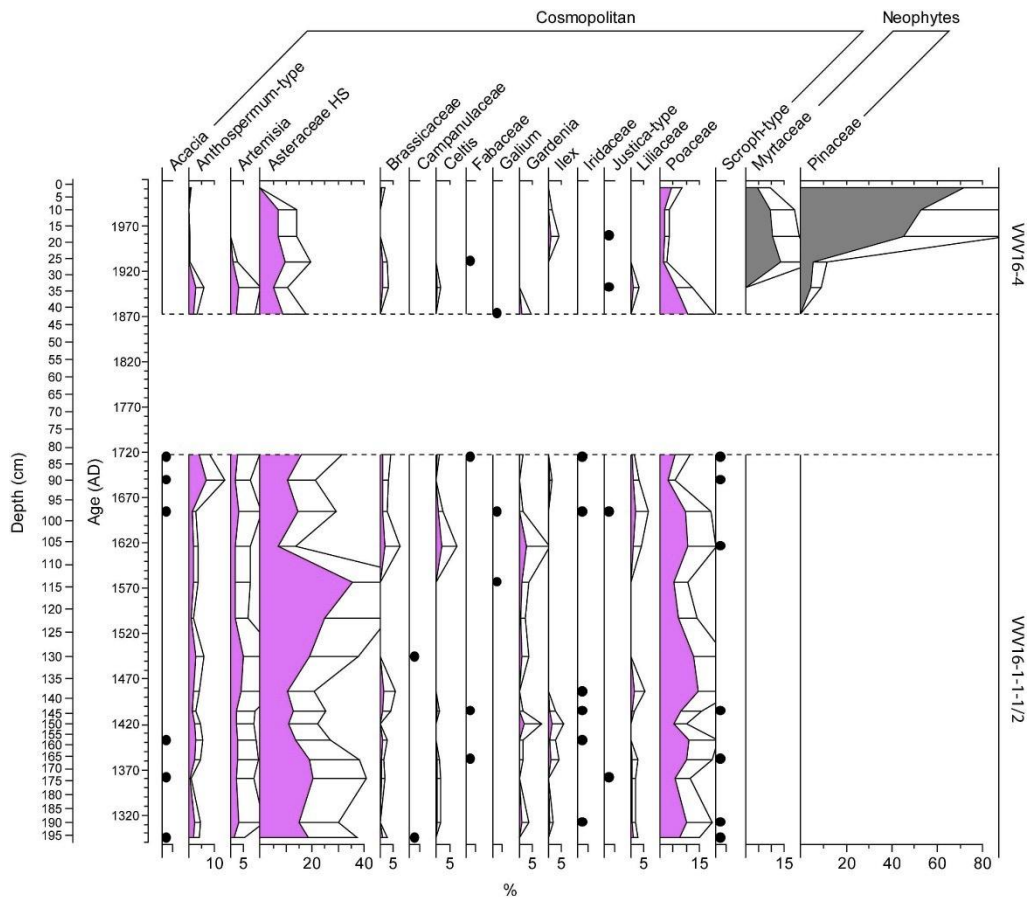 Cosmopolitan
Neophytes
Acacia
Anthospermum-type
Artemisia
Asteraceae HS
Brassicaceae
Campanulaceae
Celtis
Fabaceae
Galium
Gardenia
Ilex
Iridaceae
Justica-type
Liliaceae
Poaceae
Scroph-type
Myrtaceae
Pinaceae
Depth (cm)
0
5
10
15
20
25
30
35
40
45
50
55
60
65
70
75
80
85
90
95
100
105
110
115
120
125
130
135
140
145
150
155
160
165
175
185
190
195
Age (AD)
1970
1920
1870
1820
1770
1720
1670
1620
1570
1520
1470
1420
1370
1320
VVV16-4
VVV16-1-1-1/2
10
5
20
40
5
5
5
5
15
15
20
40
60
80
%